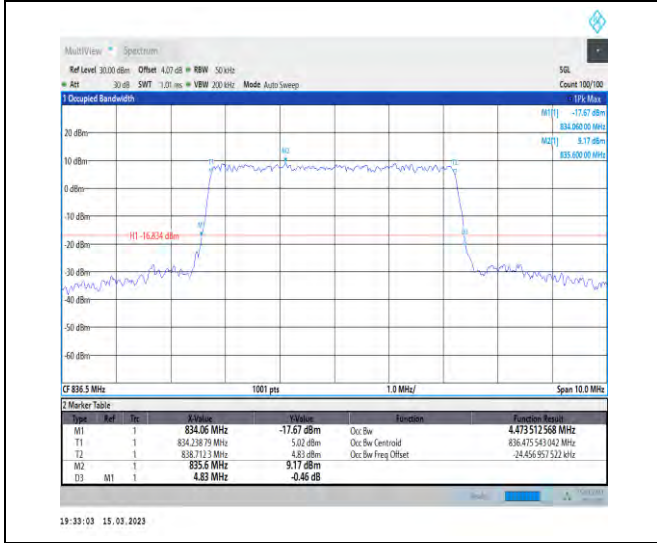 MultiView Spectrum
Ref Level 30.00 dBm Offset 4.07 dB RBW 50 kHz SGL
Att 30 dB SWT 1.01 ms VBW 200 kHz Mode Auto Sweep Count 100/100
1 Occupied Bandwidth 1Pk Max
M1[1] -17.67 dBm
834.060 00 MHz
M2[1] 9.17 dBm
835.600 00 MHz
20 dBm
M2
10 dBm
T1
T2
0 dBm
-10 dBm
M1
H1 -16.834 dBm
D3
-20 dBm
-30 dBm
-40 dBm
-50 dBm
-60 dBm
CF 836.5 MHz 1001 pts 1.0 MHz/ Span 10.0 MHz
2 Marker Table
Type Ref Trc X-Value Y-Value Function Function Result
M1 1 834.06 MHz -17.67 dBm Occ Bw 4.473 512 568 MHz
T1 1 834.238 79 MHz 5.02 dBm Occ Bw Centroid 836.475 543 042 MHz
T2 1 838.712 3 MHz 4.83 dBm Occ Bw Freq Offset -24.456 957 522 kHz
M2 1 835.6 MHz 9.17 dBm
D3 M1 1 4.83 MHz -0.46 dB
19:33:03 15.03.2023